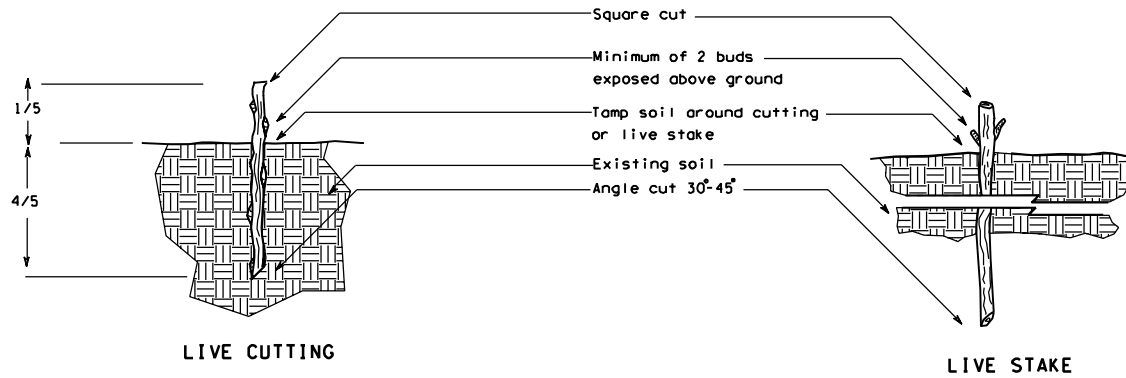 Square cut
Minimum of 2 buds
exposed above ground
1/5
Tamp soil around cutting
or live stake
Existing soil
4/5
Angle cut 30°-45°
LIVE CUTTING
LIVE STAKE